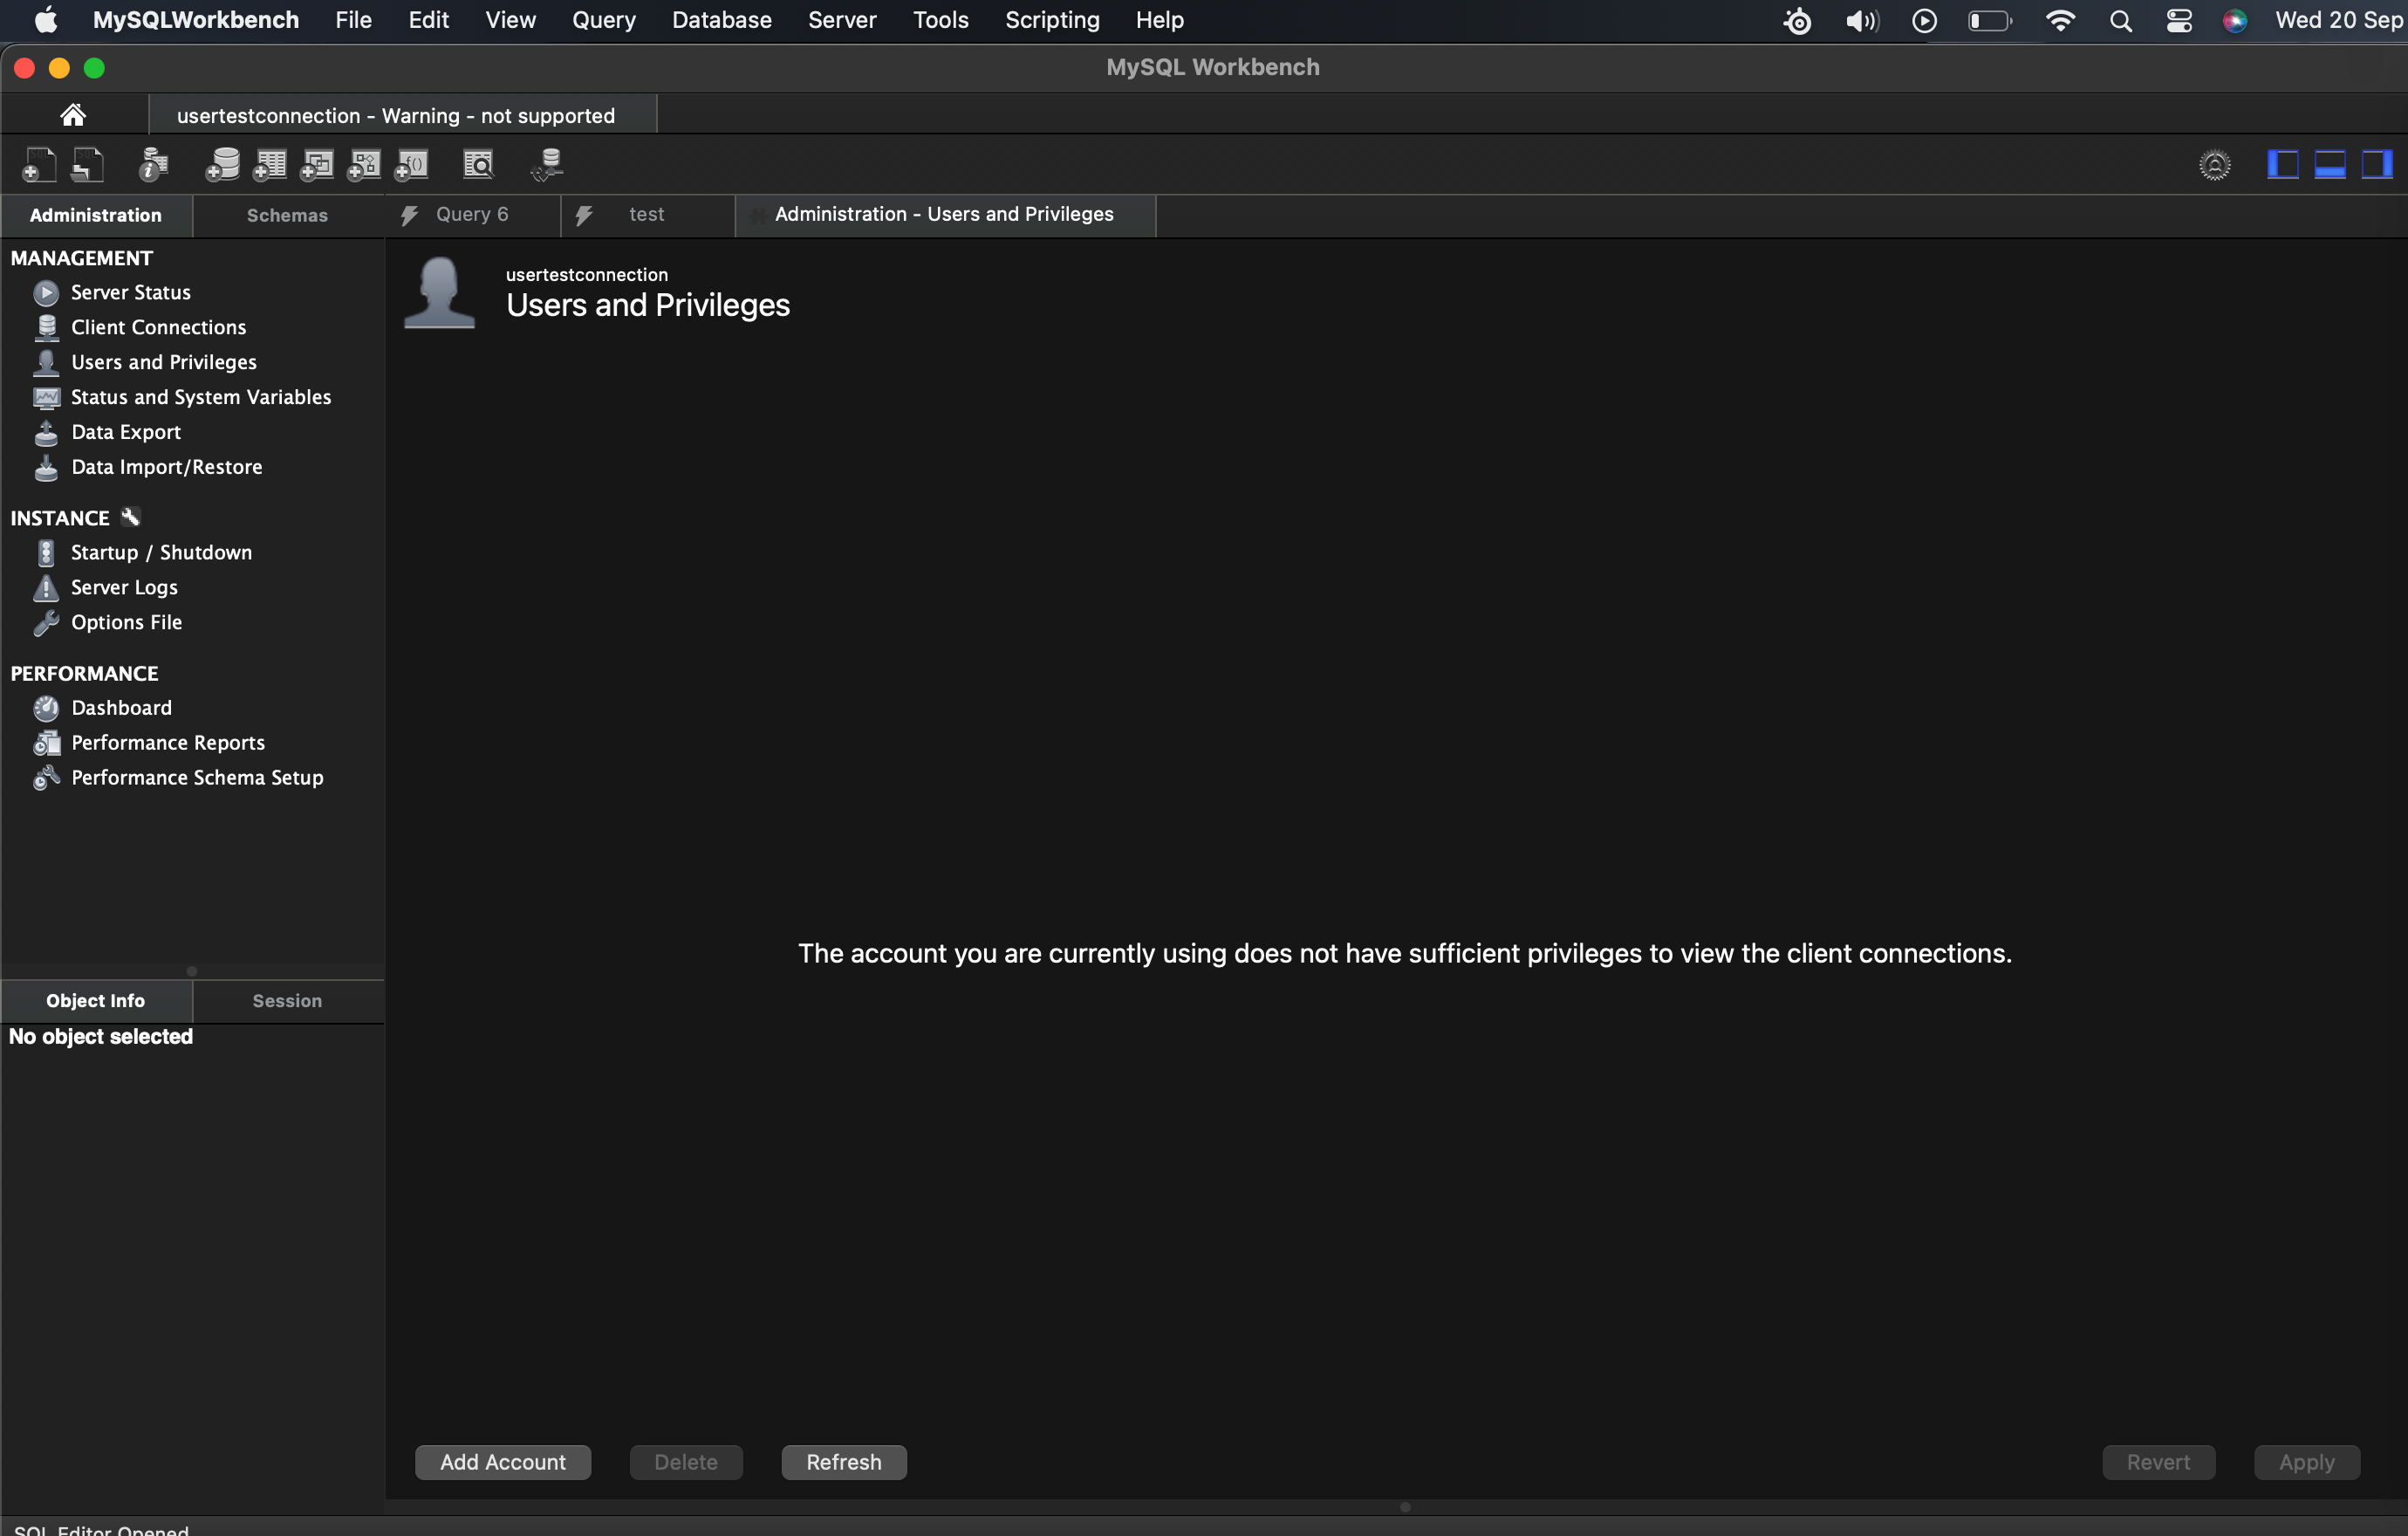 MySQLWorkbench File Edit View Query Database Server Tools Scripting Help Wed 20 Sep
MySQL Workbench
usertestconnection - Warning - not supported
Administration Schemas Query 6 test Administration - Users and Privileges
MANAGEMENT
Server Status
Client Connections
Users and Privileges
Status and System Variables
Data Export
Data Import/Restore
INSTANCE
Startup / Shutdown
Server Logs
Options File
PERFORMANCE
Dashboard
Performance Reports
Performance Schema Setup
Object Info Session
No object selected
usertestconnection
Users and Privileges
The account you are currently using does not have sufficient privileges to view the client connections.
Add Account Delete Refresh Revert Apply
SQL Editor Opened